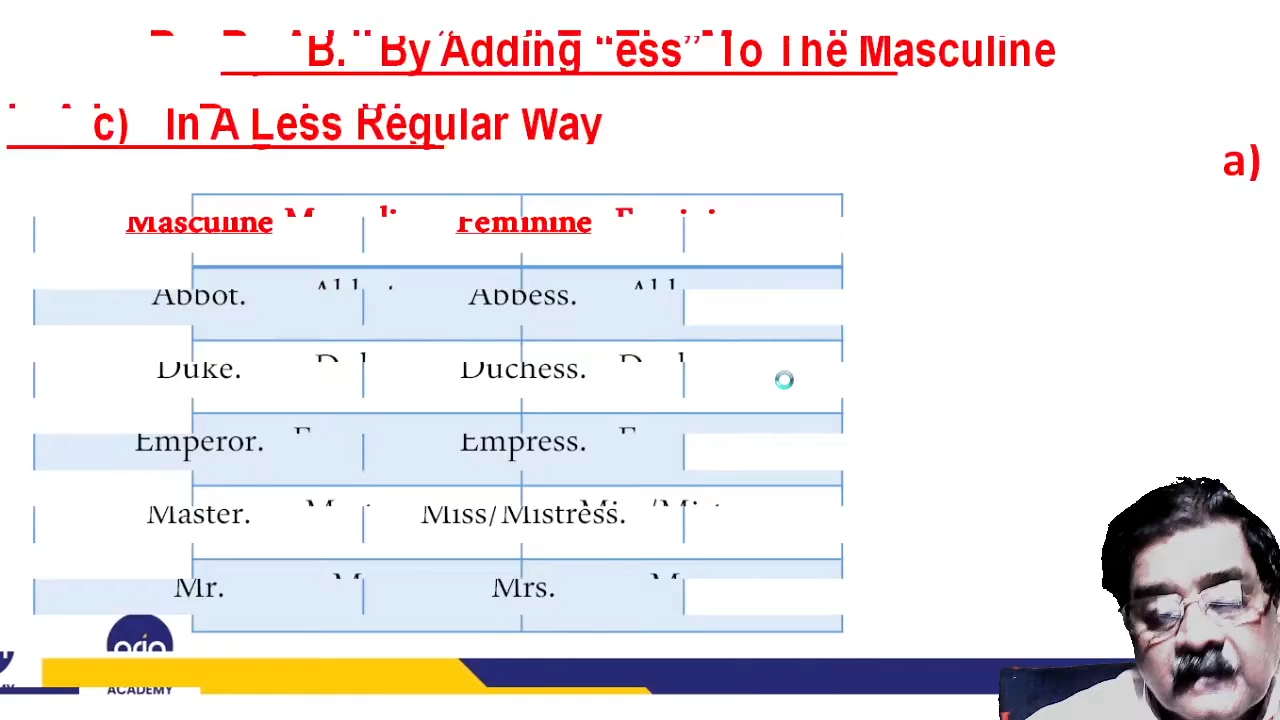 B. By Adding “ess” To The Masculine
c) In A Less Regular Way
a)
Masculine Feminine
Abbot. Abbess.
Duke. Duchess.
Emperor. Empress.
Master. Miss/Mistress.
Mr. Mrs.
aria
ACADEMY